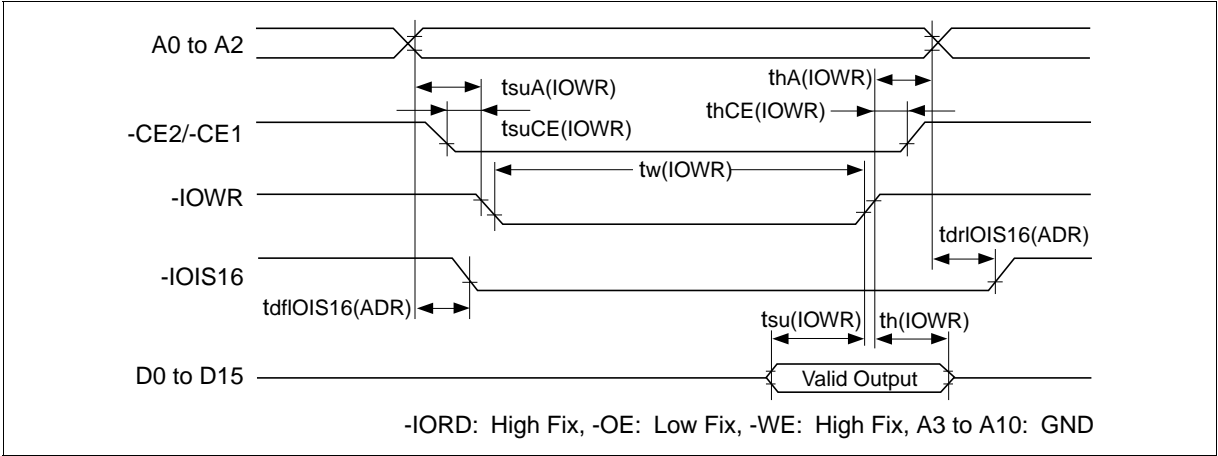 A0 to A2
tsuA(IOWR)
thA(IOWR)
tsuCE(IOWR)
thCE(IOWR)
-CE2/-CE1
tw(IOWR)
-IOWR
tdrIOIS16(ADR)
-IOIS16
tdfIOIS16(ADR)
tsu(IOWR)
th(IOWR)
D0 to D15
Valid Output
-IORD: High Fix, -OE: Low Fix, -WE: High Fix, A3 to A10: GND